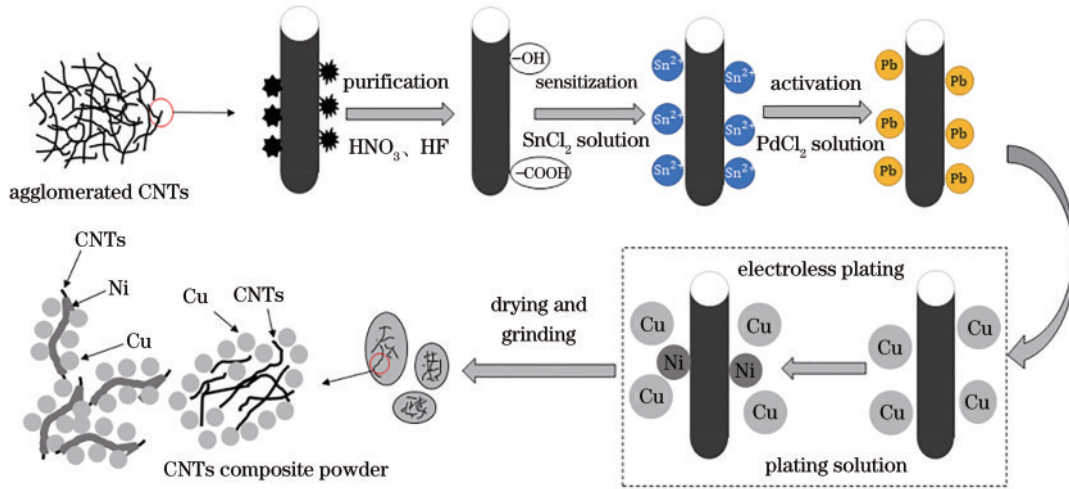 agglomerated CNTs
purification
HNO₃、HF
−OH
−COOH
sensitization
SnCl₂ solution
Sn²⁺
Sn²⁺
Sn²⁺
Sn²⁺
Sn²⁺
Sn²⁺
activation
PdCl₂ solution
Pb
Pb
Pb
Pb
Pb
Pb
electroless plating
Cu
Cu
Cu
Cu
Ni
Ni
Cu
Cu
Cu
Cu
plating solution
drying and
grinding
CNTs
Ni
Cu
Cu
CNTs
CNTs composite powder